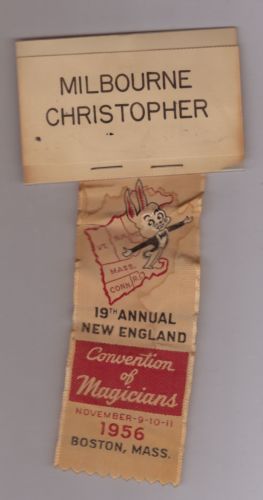 MILBOURNE
CHRISTOPHER
VT.
MASS.
CONN.
R.I.
19TH ANNUAL
NEW ENGLAND
Convention
of
Magicians
NOVEMBER-9-10-11
1956
BOSTON, MASS.